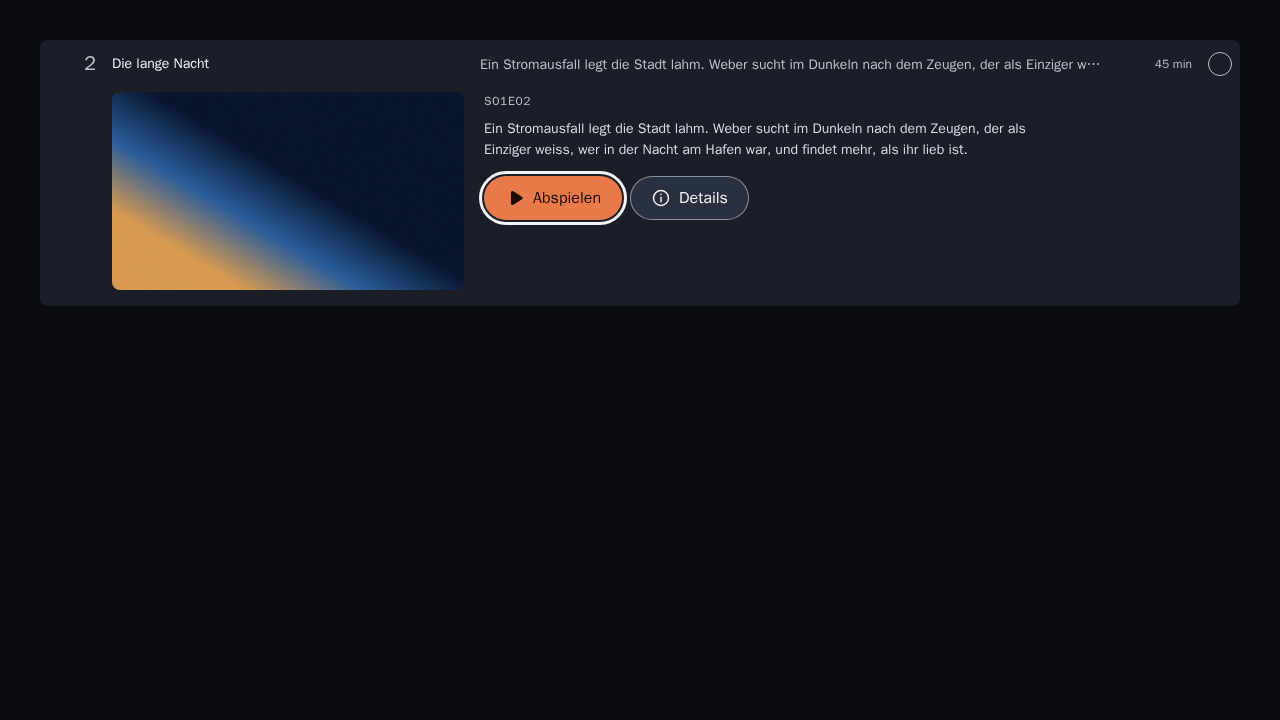 2 Die lange Nacht Ein Stromausfall legt die Stadt lahm. Weber sucht im Dunkeln nach dem Zeugen, der als Einziger w… 45 min
S01E02
Ein Stromausfall legt die Stadt lahm. Weber sucht im Dunkeln nach dem Zeugen, der als
Einziger weiss, wer in der Nacht am Hafen war, und findet mehr, als ihr lieb ist.
Abspielen Details